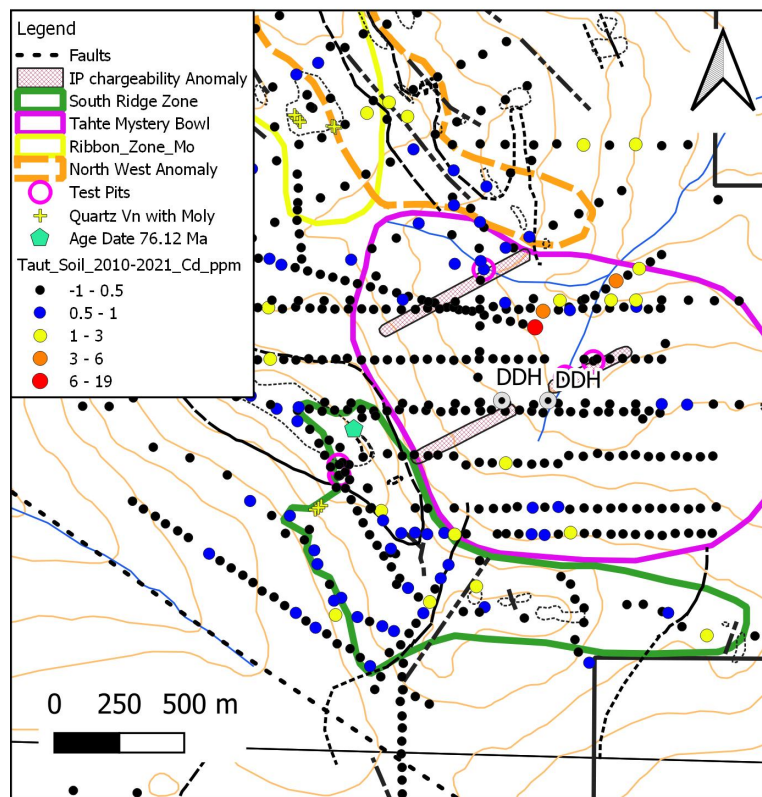 Legend
Faults
IP chargeability Anomaly
South Ridge Zone
Tahte Mystery Bowl
Ribbon_Zone_Mo
North West Anomaly
Test Pits
Quartz Vn with Moly
Age Date 76.12 Ma
Taut_Soil_2010-2021_Cd_ppm
-1 - 0.5
0.5 - 1
1 - 3
3 - 6
6 - 19
DDH DDH
0 250 500 m